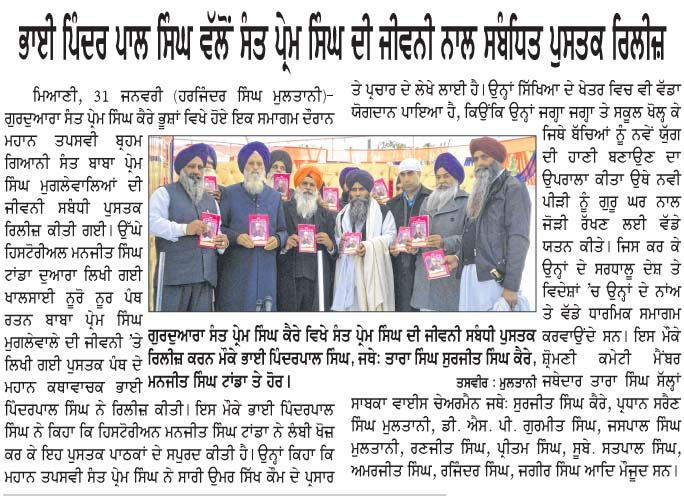 ਭਾਈ ਪਿੰਦਰ ਪਾਲ ਸਿੰਘ ਵੱਲੋਂ ਸੰਤ ਪ੍ਰੇਮ ਸਿੰਘ ਦੀ ਜੀਵਨੀ ਨਾਲ ਸਬੰਧਿਤ ਪੁਸਤਕ ਰਿਲੀਜ਼
ਮਿਆਣੀ, 31 ਜਨਵਰੀ (ਹਰਜਿੰਦਰ ਸਿੰਘ ਮੁਲਤਾਨੀ)-
ਗੁਰਦੁਆਰਾ ਸੰਤ ਪ੍ਰੇਮ ਸਿੰਘ ਕੈਰੇ ਭੂਸ਼ਾਂ ਵਿਖੇ ਹੋਏ ਇਕ ਸਮਾਗਮ ਦੌਰਾਨ
ਮਹਾਨ ਤਪਸਵੀ ਬ੍ਰਹਮ
ਗਿਆਨੀ ਸੰਤ ਬਾਬਾ ਪ੍ਰੇਮ
ਸਿੰਘ ਮੁਰਾਲੇਵਾਲਿਆਂ ਦੀ
ਜੀਵਨੀ ਸਬੰਧੀ ਪੁਸਤਕ
ਰਿਲੀਜ਼ ਕੀਤੀ ਗਈ। ਉੱਘੇ
ਹਿਸਟੋਰੀਅਲ ਮਨਜੀਤ ਸਿੰਘ
ਟਾਂਡਾ ਦੁਆਰਾ ਲਿਖੀ ਗਈ
ਖਾਲਸਾਈ ਨੂਰੋ ਨੂਰ ਪੰਥ
ਰਤਨ ਬਾਬਾ ਪ੍ਰੇਮ ਸਿੰਘ
ਮੁਰਾਲੇਵਾਲੇ ਦੀ ਜੀਵਨੀ 'ਤੇ
ਲਿਖੀ ਗਈ ਪੁਸਤਕ ਪੰਥ ਦੇ
ਮਹਾਨ ਕਥਾਵਾਚਕ ਭਾਈ
ਪਿੰਦਰਪਾਲ ਸਿੰਘ ਨੇ ਰਿਲੀਜ਼ ਕੀਤੀ। ਇਸ ਮੌਕੇ ਭਾਈ ਪਿੰਦਰਪਾਲ
ਸਿੰਘ ਨੇ ਕਿਹਾ ਕਿ ਹਿਸਟੋਰੀਅਨ ਮਨਜੀਤ ਸਿੰਘ ਟਾਂਡਾ ਨੇ ਲੰਬੀ ਖੋਜ
ਕਰ ਕੇ ਇਹ ਪੁਸਤਕ ਪਾਠਕਾਂ ਦੇ ਸਪੁਰਦ ਕੀਤੀ ਹੈ। ਉਨ੍ਹਾਂ ਕਿਹਾ ਕਿ
ਮਹਾਨ ਤਪਸਵੀ ਸੰਤ ਪ੍ਰੇਮ ਸਿੰਘ ਨੇ ਸਾਰੀ ਉਮਰ ਸਿੱਖ ਕੌਮ ਦੇ ਪ੍ਰਸਾਰ
ਗੁਰਦੁਆਰਾ ਸੰਤ ਪ੍ਰੇਮ ਸਿੰਘ ਕੈਰੇ ਵਿਖੇ ਸੰਤ ਪ੍ਰੇਮ ਸਿੰਘ ਦੀ ਜੀਵਨੀ ਸਬੰਧੀ ਪੁਸਤਕ
ਰਿਲੀਜ਼ ਕਰਨ ਮੌਕੇ ਭਾਈ ਪਿੰਦਰਪਾਲ ਸਿੰਘ, ਜਥੇ: ਤਾਰਾ ਸਿੰਘ ਸੁਰਜੀਤ ਸਿੰਘ ਕੈਰੇ,
ਮਨਜੀਤ ਸਿੰਘ ਟਾਂਡਾ ਤੇ ਹੋਰ। ਤਸਵੀਰ : ਮੁਲਤਾਨੀ
ਤੇ ਪ੍ਰਚਾਰ ਦੇ ਲੇਖੇ ਲਾਈ ਹੈ। ਉਨ੍ਹਾਂ ਸਿੱਖਿਆ ਦੇ ਖੇਤਰ ਵਿਚ ਵੀ ਵੱਡਾ
ਯੋਗਦਾਨ ਪਾਇਆ ਹੈ, ਕਿਉਂਕਿ ਉਨ੍ਹਾਂ ਜਗ੍ਹਾ ਜਗ੍ਹਾ ਤੇ ਸਕੂਲ ਖੋਲ੍ਹ ਕੇ
ਜਿਥੇ ਬੱਚਿਆਂ ਨੂੰ ਨਵੇਂ ਯੁੱਗ
ਦੀ ਹਾਣੀ ਬਣਾਉਣ ਦਾ
ਉਪਰਾਲਾ ਕੀਤਾ ਉਥੇ ਨਵੀ
ਪੀੜੀ ਨੂੰ ਗੁਰੂ ਘਰ ਨਾਲ
ਜੋੜੀ ਰੱਖਣ ਲਈ ਵੱਡੇ
ਯਤਨ ਕੀਤੇ। ਜਿਸ ਕਰ ਕੇ
ਉਨ੍ਹਾਂ ਦੇ ਸਰਧਾਲੂ ਦੇਸ਼ ਤੇ
ਵਿਦੇਸ਼ਾਂ 'ਚ ਉਨ੍ਹਾਂ ਦੇ ਨਾਂਅ
ਤੇ ਵੱਡੇ ਧਾਰਮਿਕ ਸਮਾਗਮ
ਕਰਵਾਉਂਦੇ ਸਨ। ਇਸ ਮੌਕੇ
ਸ਼੍ਰੋਮਣੀ ਕਮੇਟੀ ਮੈਂਬਰ
ਜਥੇਦਾਰ ਤਾਰਾ ਸਿੰਘ ਸੱਲ੍ਹਾਂ
ਸਾਬਕਾ ਵਾਈਸ ਚੇਅਰਮੈਨ ਜਥੇ: ਸੁਰਜੀਤ ਸਿੰਘ ਕੈਰੇ, ਪ੍ਰਧਾਨ ਸਰੈਣ
ਸਿੰਘ ਮੁਲਤਾਨੀ, ਡੀ. ਐਸ. ਪੀ. ਗੁਰਮੀਤ ਸਿੰਘ, ਜਸਪਾਲ ਸਿੰਘ
ਮੁਲਤਾਨੀ, ਰਣਜੀਤ ਸਿੰਘ, ਪ੍ਰੀਤਮ ਸਿੰਘ, ਸੂਬੇ. ਸਤਪਾਲ ਸਿੰਘ,
ਅਮਰਜੀਤ ਸਿੰਘ, ਰਜਿੰਦਰ ਸਿੰਘ, ਜਗੀਰ ਸਿੰਘ ਆਦਿ ਮੌਜੂਦ ਸਨ।